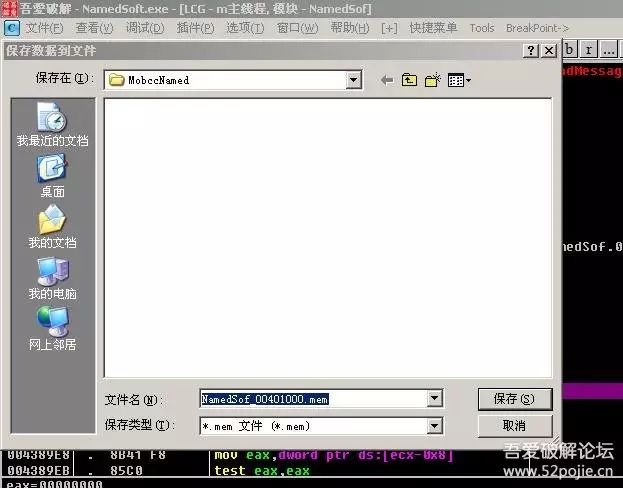 吾爱破解 - NamedSoft.exe - [LCG - m主线程, 模块 - NamedSof]
C 文件(F) 查看(V) 调试(D) 插件(P) 选项(T) 窗口(W) 帮助(H) [+] 快捷菜单 Tools BreakPoint->
保存数据到文件
b r ...
保存在(I): MobccNamed
ndMessag
我最近的文档
桌面
我的文档
nedSof.0
我的电脑
网上邻居
文件名(N): NamedSof_00401000.mem 保存(S)
保存类型(T): *.mem 文件 (*.mem) 取消
004389E8 . 8B41 F8 mov eax,dword ptr ds:[ecx-0x8]
004389EB . 85C0 test eax,eax
eax=00000000
吾爱破解论坛
www.52pojie.cn